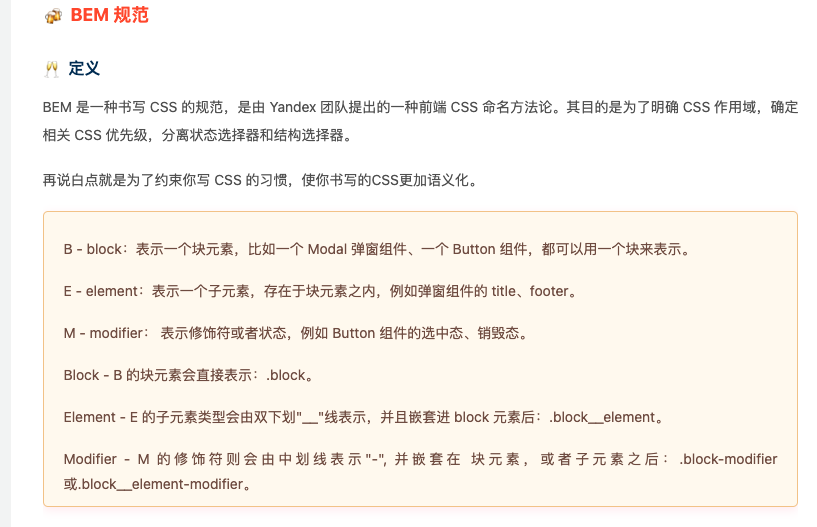 BEM 规范
定义
BEM 是一种书写 CSS 的规范，是由 Yandex 团队提出的一种前端 CSS 命名方法论。其目的是为了明确 CSS 作用域，确定
相关 CSS 优先级，分离状态选择器和结构选择器。
再说白点就是为了约束你写 CSS 的习惯，使你书写的CSS更加语义化。
B - block：表示一个块元素，比如一个 Modal 弹窗组件、一个 Button 组件，都可以用一个块来表示。
E - element：表示一个子元素，存在于块元素之内，例如弹窗组件的 title、footer。
M - modifier： 表示修饰符或者状态，例如 Button 组件的选中态、销毁态。
Block - B 的块元素会直接表示：.block。
Element - E 的子元素类型会由双下划"__"线表示，并且嵌套进 block 元素后：.block__element。
Modifier - M 的修饰符则会由中划线表示"-", 并嵌套在 块元素，或者子元素之后：.block-modifier
或.block__element-modifier。